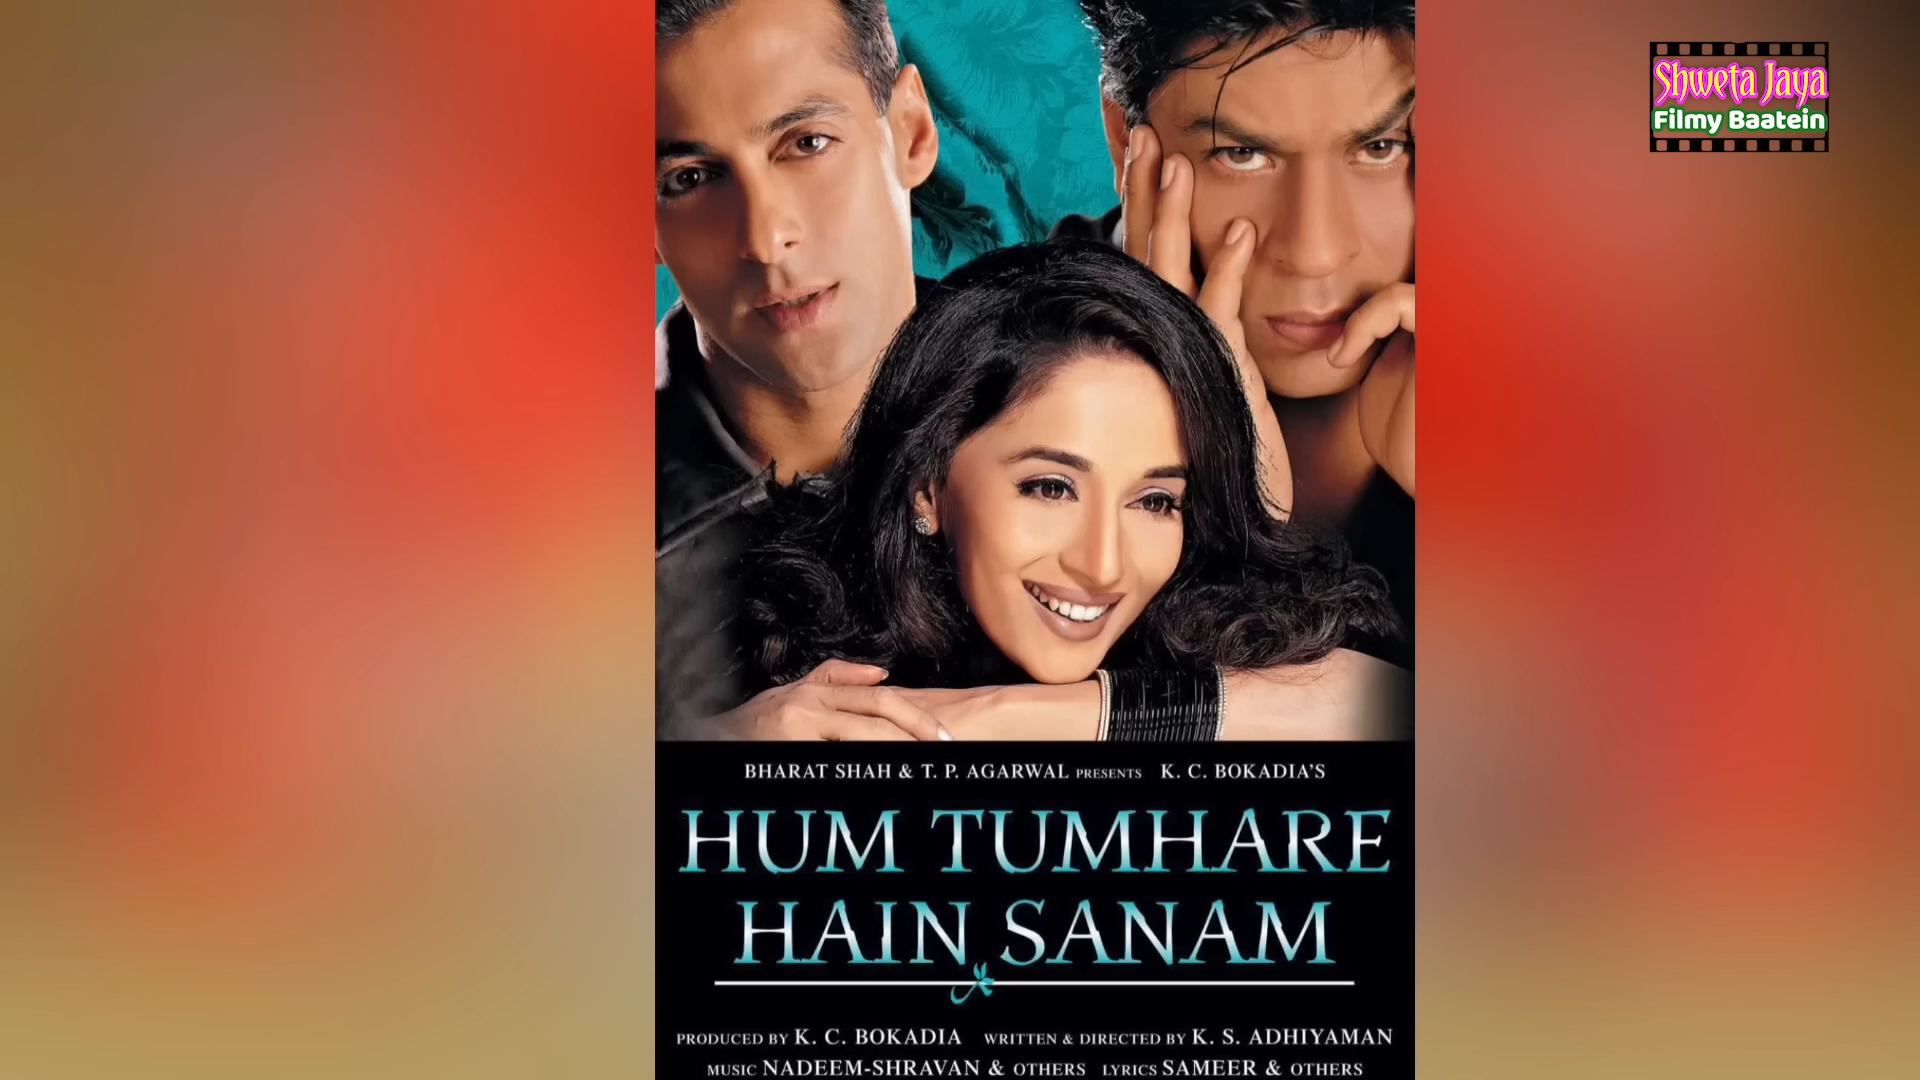 Shweta Jaya
Filmy Baatein
BHARAT SHAH & T. P. AGARWAL PRESENTS K. C. BOKADIA'S
HUM TUMHARE
HAIN SANAM
PRODUCED BY K. C. BOKADIA WRITTEN & DIRECTED BY K. S. ADHIYAMAN
MUSIC NADEEM-SHRAVAN & OTHERS LYRICS SAMEER & OTHERS